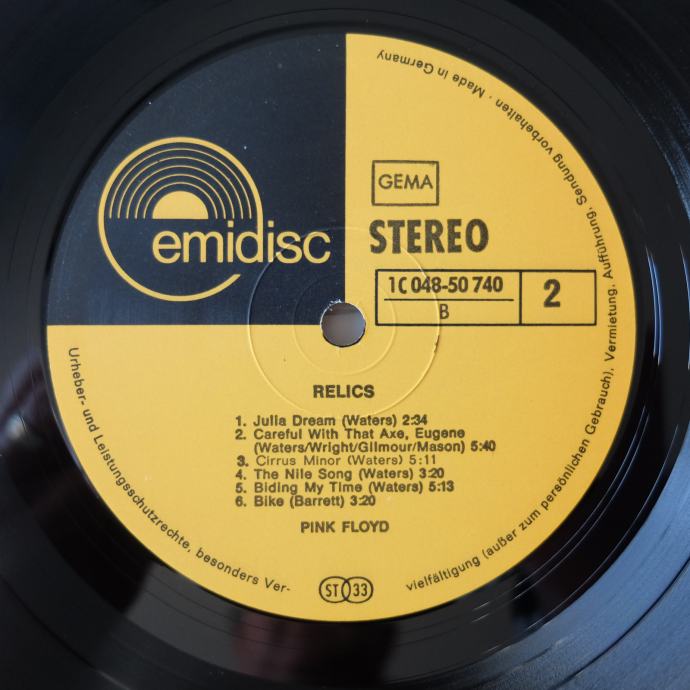 emidisc
GEMA
STEREO
1C 048-50 740
B
2
RELICS
1. Julia Dream (Waters) 2:34
2. Careful With That Axe, Eugene
(Waters/Wright/Gilmour/Mason) 5:40
3. Cirrus Minor (Waters) 5:11
4. The Nile Song (Waters) 3:20
5. Biding My Time (Waters) 5:13
6. Bike (Barrett) 3:20
PINK FLOYD
ST 33
Urheber- und Leistungsschutzrechte, besonders Ver-
vielfältigung (außer zum persönlichen Gebrauch), Vermietung, Aufführung, Sendung vorbehalten · Made in Germany